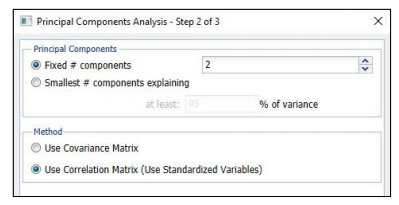 Principal Components Analysis - Step 2 of 3
Principal Components
Fixed # components 2
Smallest # components explaining
at least: 95 % of variance
Method
Use Covariance Matrix
Use Correlation Matrix (Use Standardized Variables)